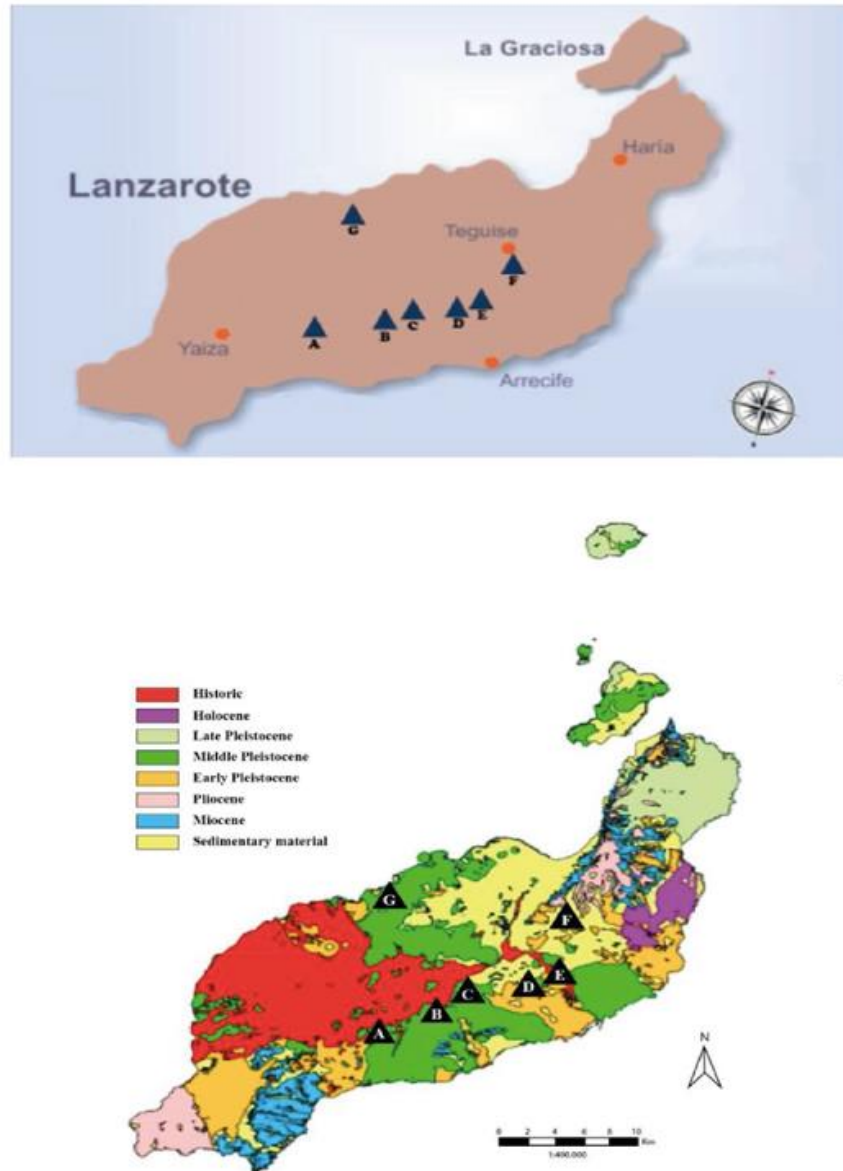 La Graciosa
Haría
Lanzarote
G
Teguise
F
E
D
C
B
A
Yaiza
Arrecife
Historic
Holocene
Late Pleistocene
Middle Pleistocene
Early Pleistocene
Pliocene
Miocene
Sedimentary material
G
F
E
D
C
B
A
N
0 2 4 6 8 10
Km
1:400.000